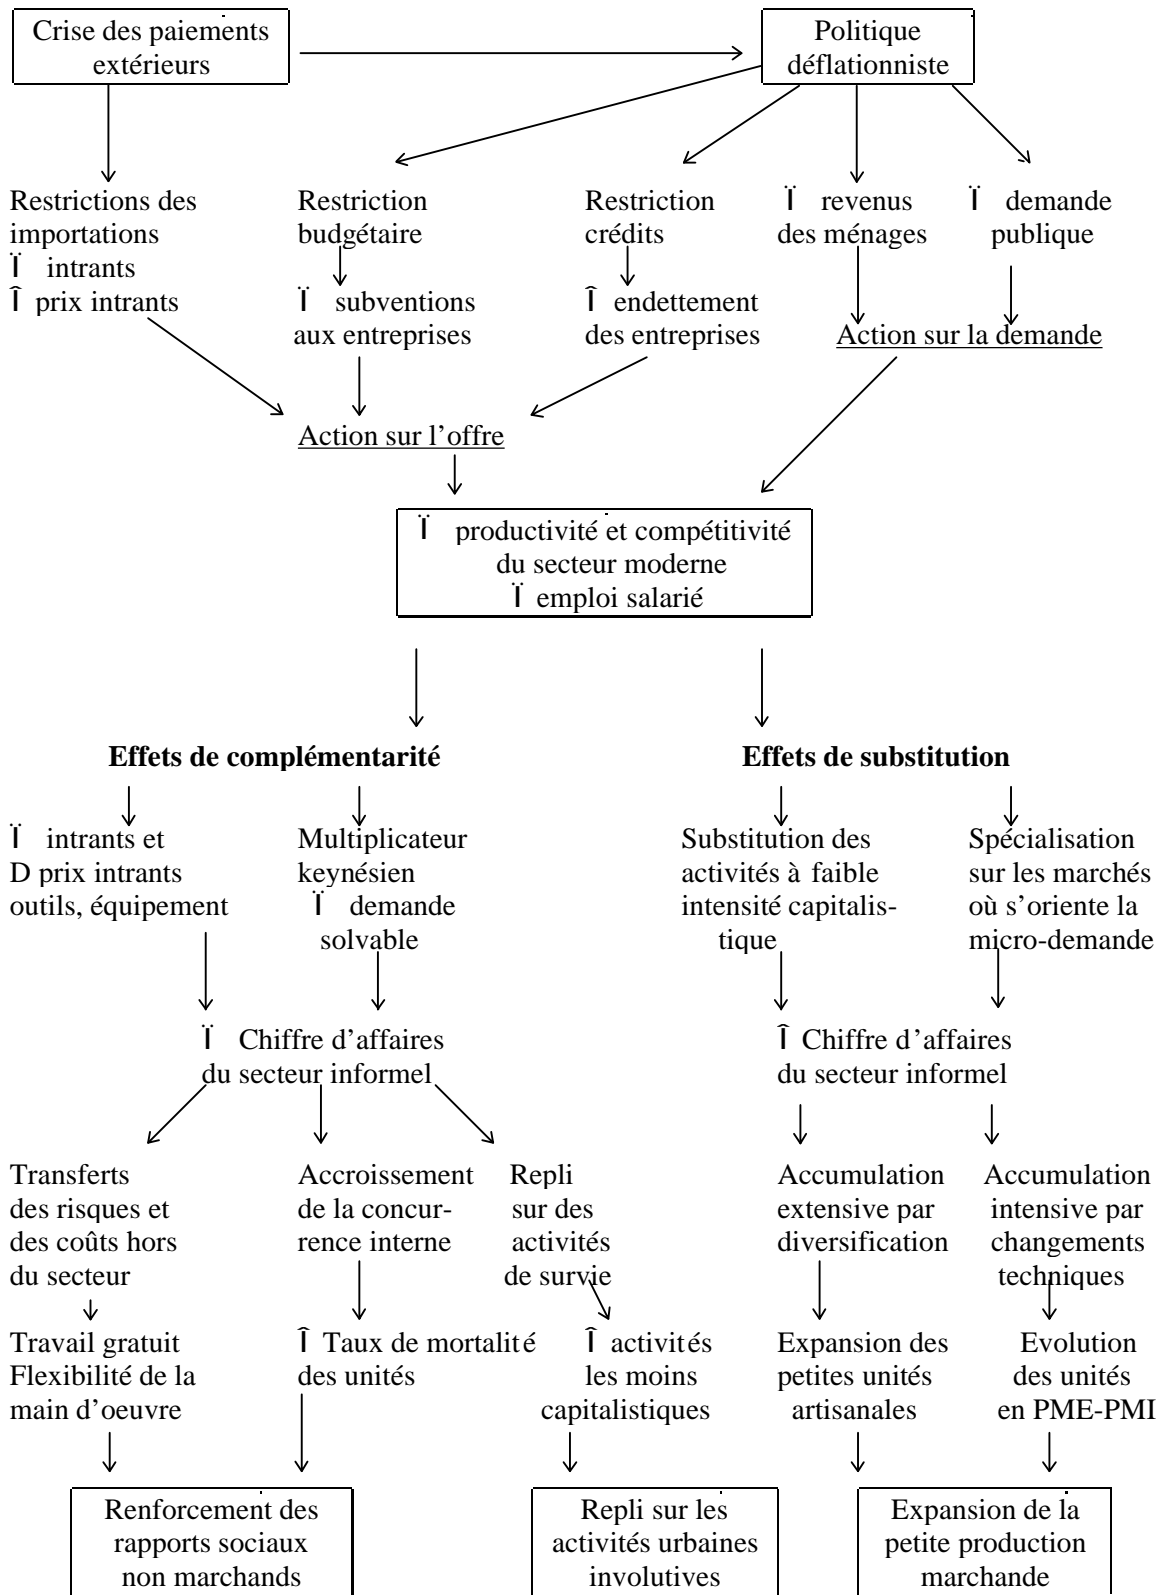 Crise des paiements
extérieurs
Politique
déflationniste
Restrictions des
importations
Ï intrants
Î prix intrants
Restriction
budgétaire
Ï subventions
aux entreprises
Restriction
crédits
Î endettement
des entreprises
Ï revenus
des ménages
Ï demande
publique
Action sur la demande
Action sur l'offre
Ï productivité et compétitivité
du secteur moderne
Ï emploi salarié
Effets de complémentarité
Effets de substitution
Ï intrants et
D prix intrants
outils, équipement
Multiplicateur
keynésien
Ï demande
solvable
Substitution des
activités à faible
intensité capitalis-
tique
Spécialisation
sur les marchés
où s'oriente la
micro-demande
Ï Chiffre d'affaires
du secteur informel
Î Chiffre d'affaires
du secteur informel
Transferts
des risques et
des coûts hors
du secteur
Accroissement
de la concur-
rence interne
Repli
sur des
activités
de survie
Accumulation
extensive par
diversification
Accumulation
intensive par
changements
techniques
Travail gratuit
Flexibilité de la
main d'oeuvre
Î Taux de mortalité
des unités
Î activités
les moins
capitalistiques
Expansion des
petites unités
artisanales
Evolution
des unités
en PME-PMI
Renforcement des
rapports sociaux
non marchands
Repli sur les
activités urbaines
involutives
Expansion de la
petite production
marchande